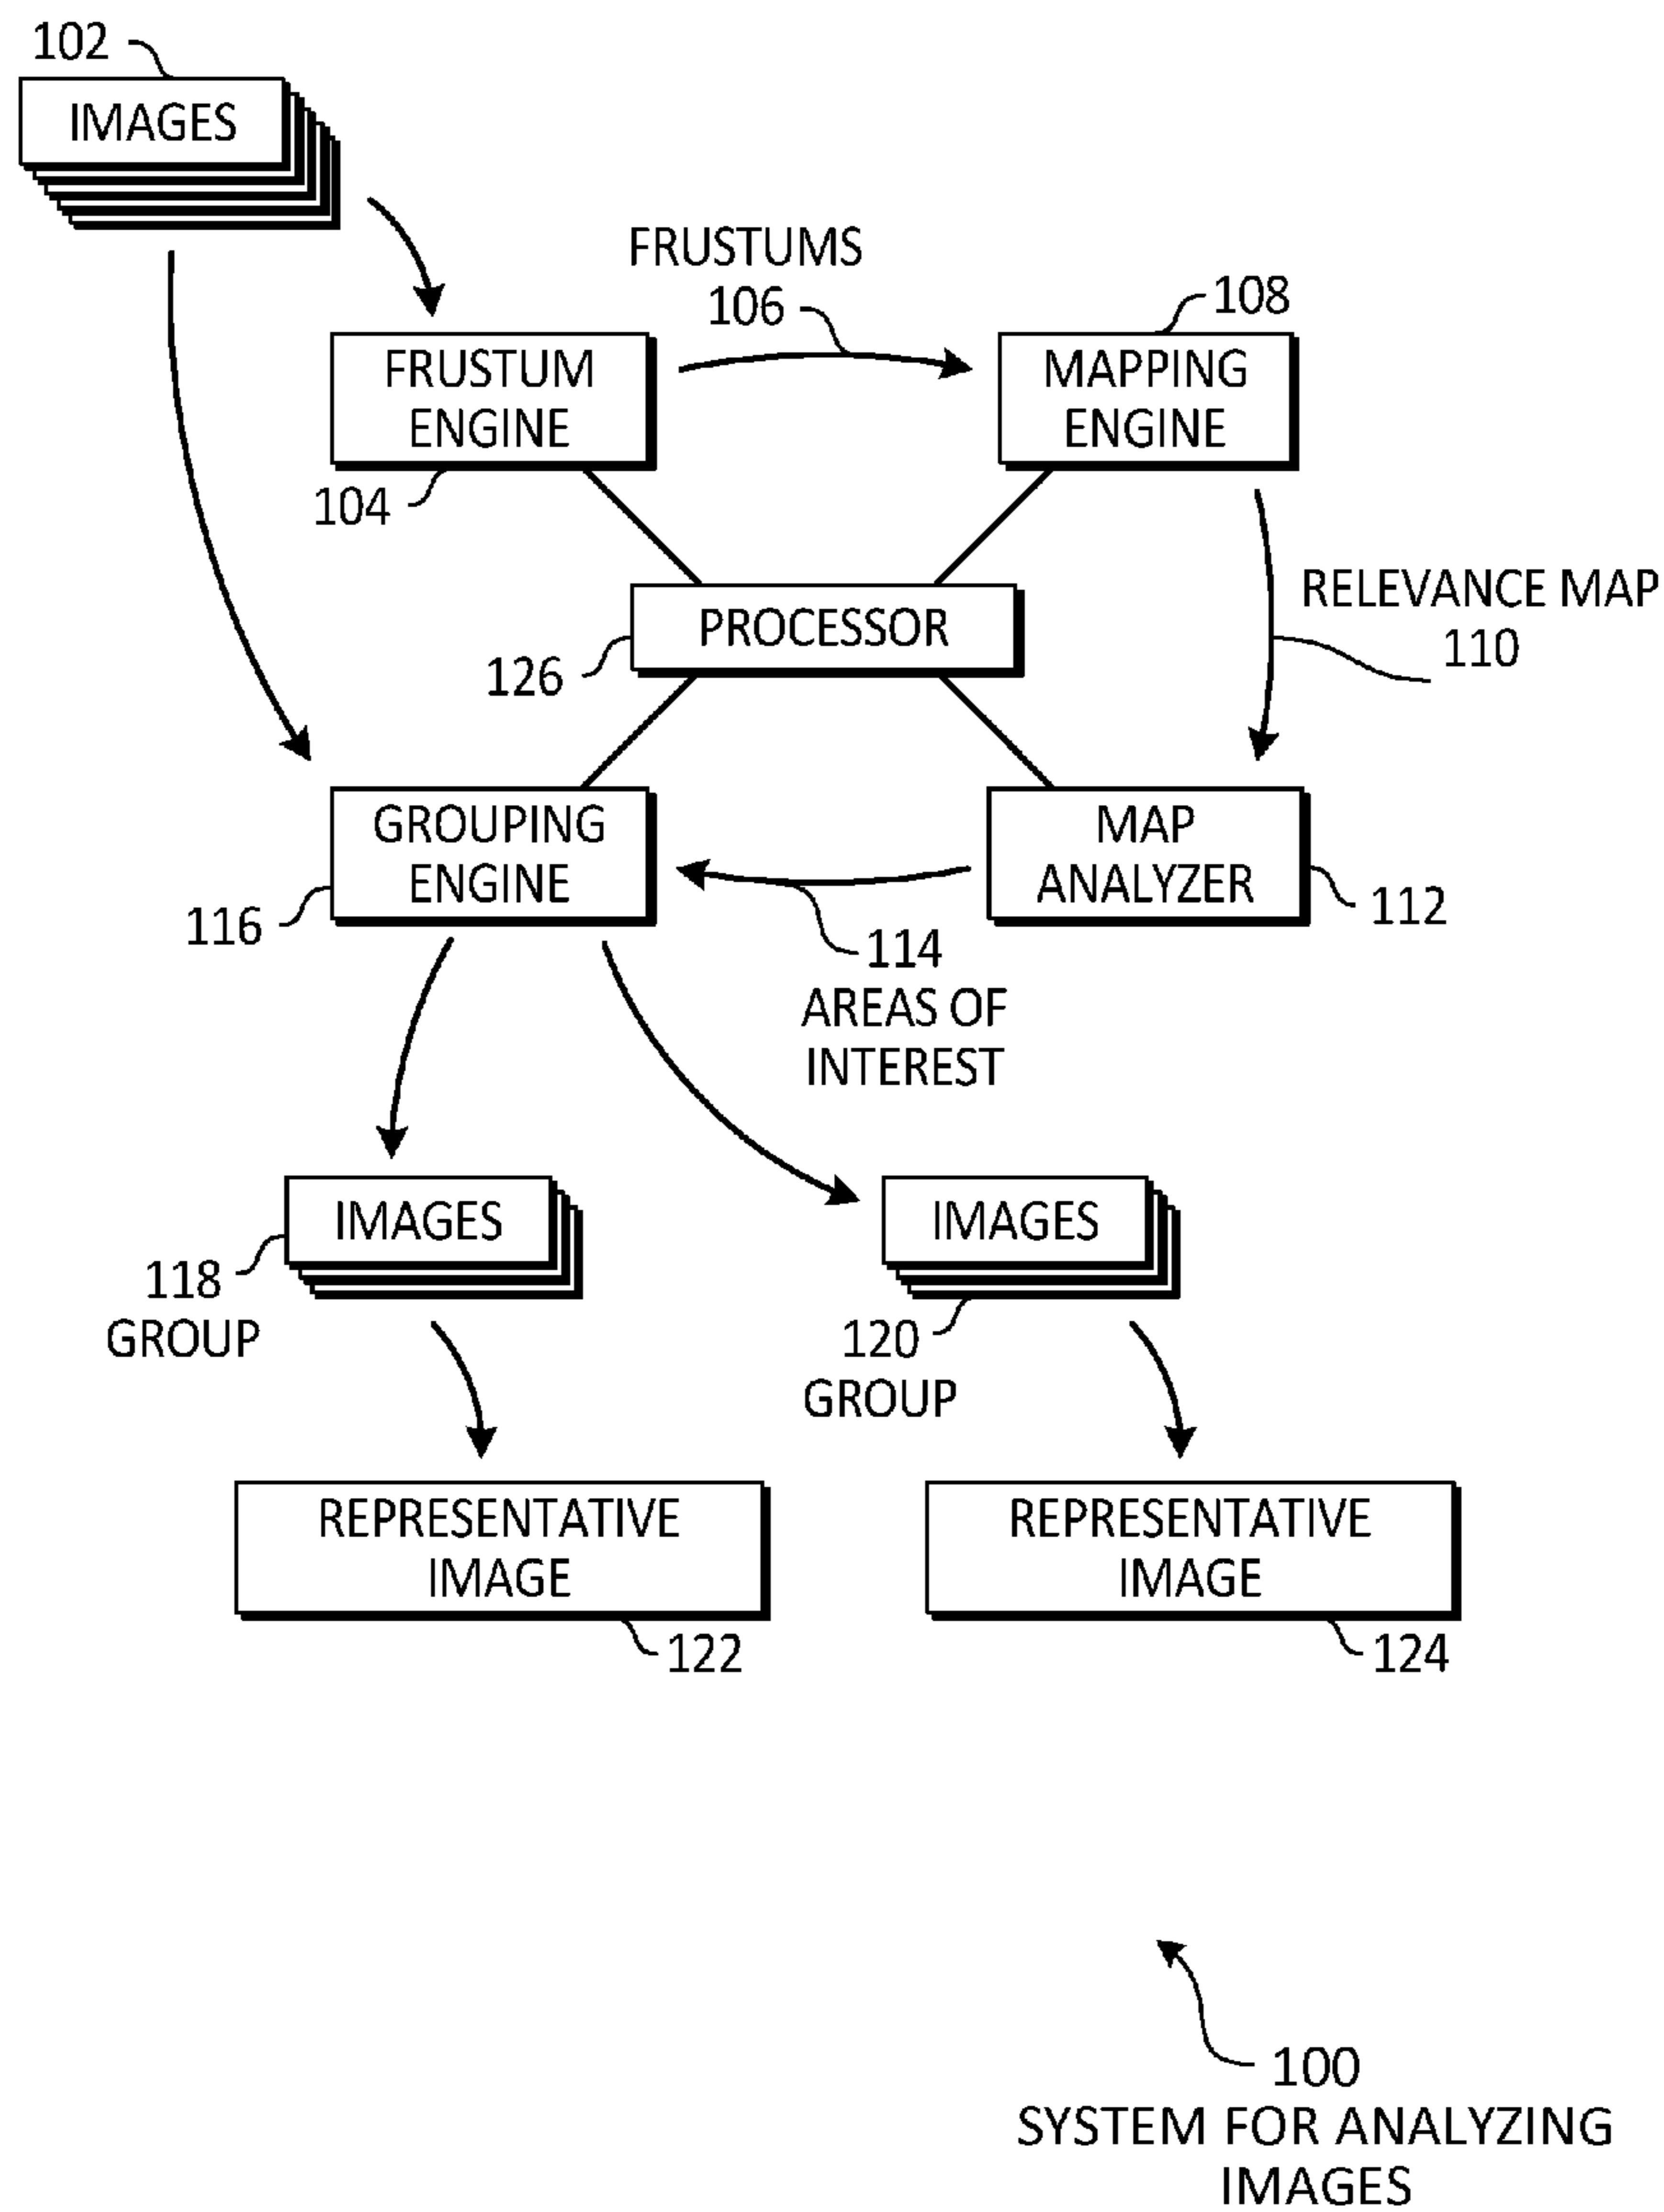 102
IMAGES
FRUSTUMS
106
108
FRUSTUM
ENGINE
MAPPING
ENGINE
104
RELEVANCE MAP
110
PROCESSOR
126
GROUPING
ENGINE
MAP
ANALYZER
116
112
114
AREAS OF
INTEREST
IMAGES
IMAGES
118
GROUP
120
GROUP
REPRESENTATIVE
IMAGE
REPRESENTATIVE
IMAGE
122
124
100
SYSTEM FOR ANALYZING
IMAGES